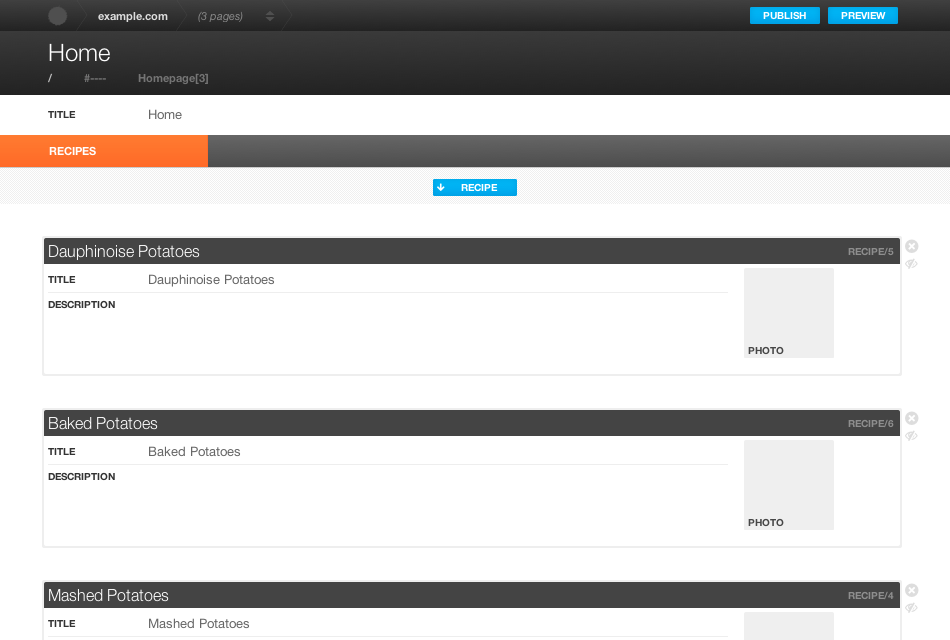 example.com (3 pages) PUBLISH PREVIEW
Home
/ #---- Homepage[3]
TITLE Home
RECIPES
RECIPE
Dauphinoise Potatoes RECIPE/5
TITLE Dauphinoise Potatoes
DESCRIPTION
PHOTO
Baked Potatoes RECIPE/6
TITLE Baked Potatoes
DESCRIPTION
PHOTO
Mashed Potatoes RECIPE/4
TITLE Mashed Potatoes